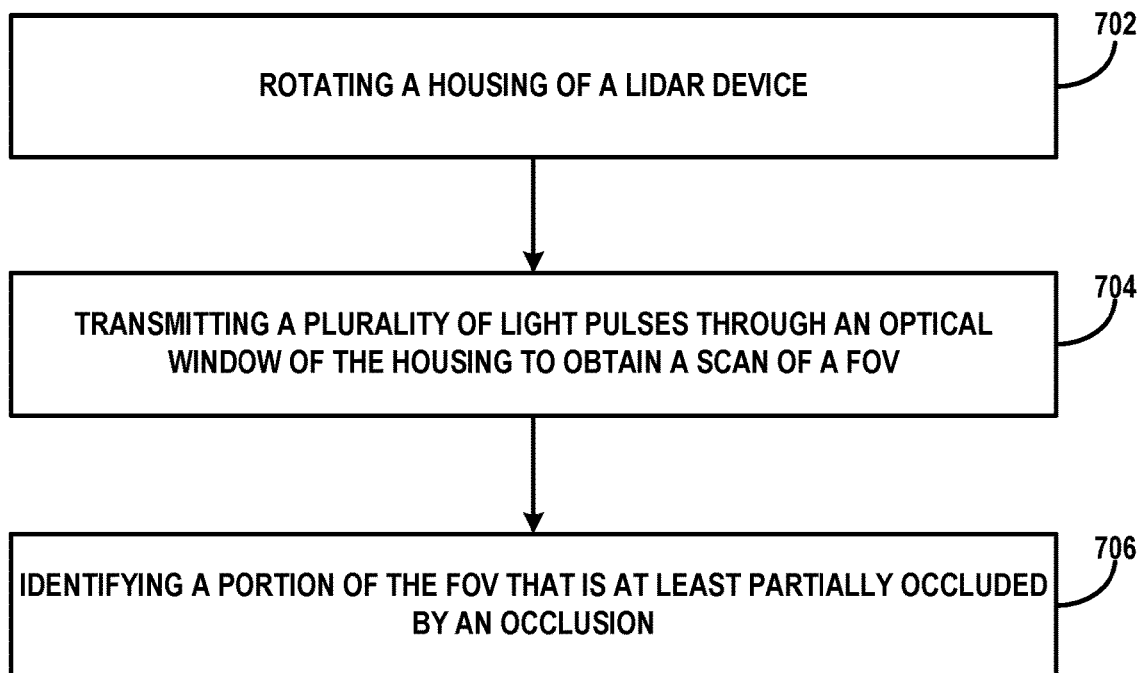 702
ROTATING A HOUSING OF A LIDAR DEVICE
704
TRANSMITTING A PLURALITY OF LIGHT PULSES THROUGH AN OPTICAL
WINDOW OF THE HOUSING TO OBTAIN A SCAN OF A FOV
706
IDENTIFYING A PORTION OF THE FOV THAT IS AT LEAST PARTIALLY OCCLUDED
BY AN OCCLUSION